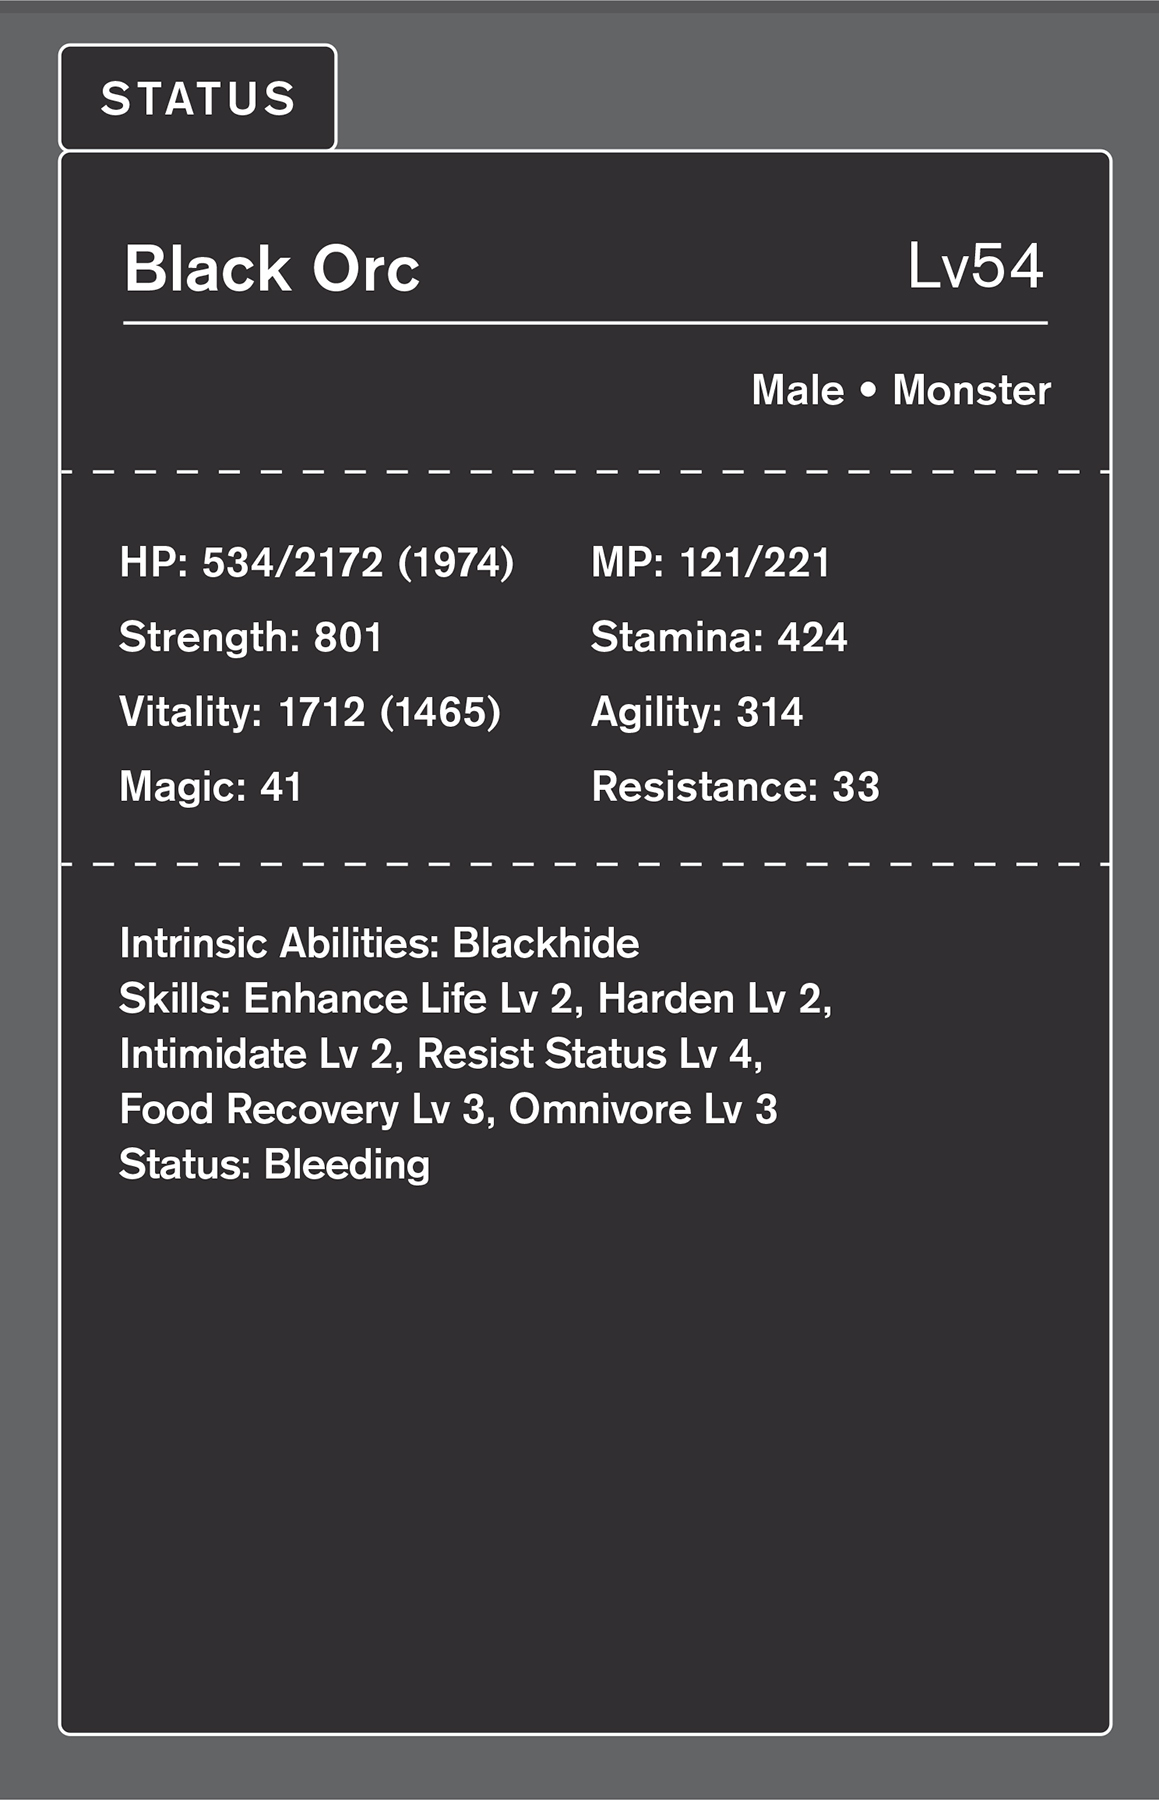 STATUS
Black Orc Lv54
Male • Monster
HP: 534/2172 (1974) MP: 121/221
Strength: 801 Stamina: 424
Vitality: 1712 (1465) Agility: 314
Magic: 41 Resistance: 33
Intrinsic Abilities: Blackhide
Skills: Enhance Life Lv 2, Harden Lv 2,
Intimidate Lv 2, Resist Status Lv 4,
Food Recovery Lv 3, Omnivore Lv 3
Status: Bleeding